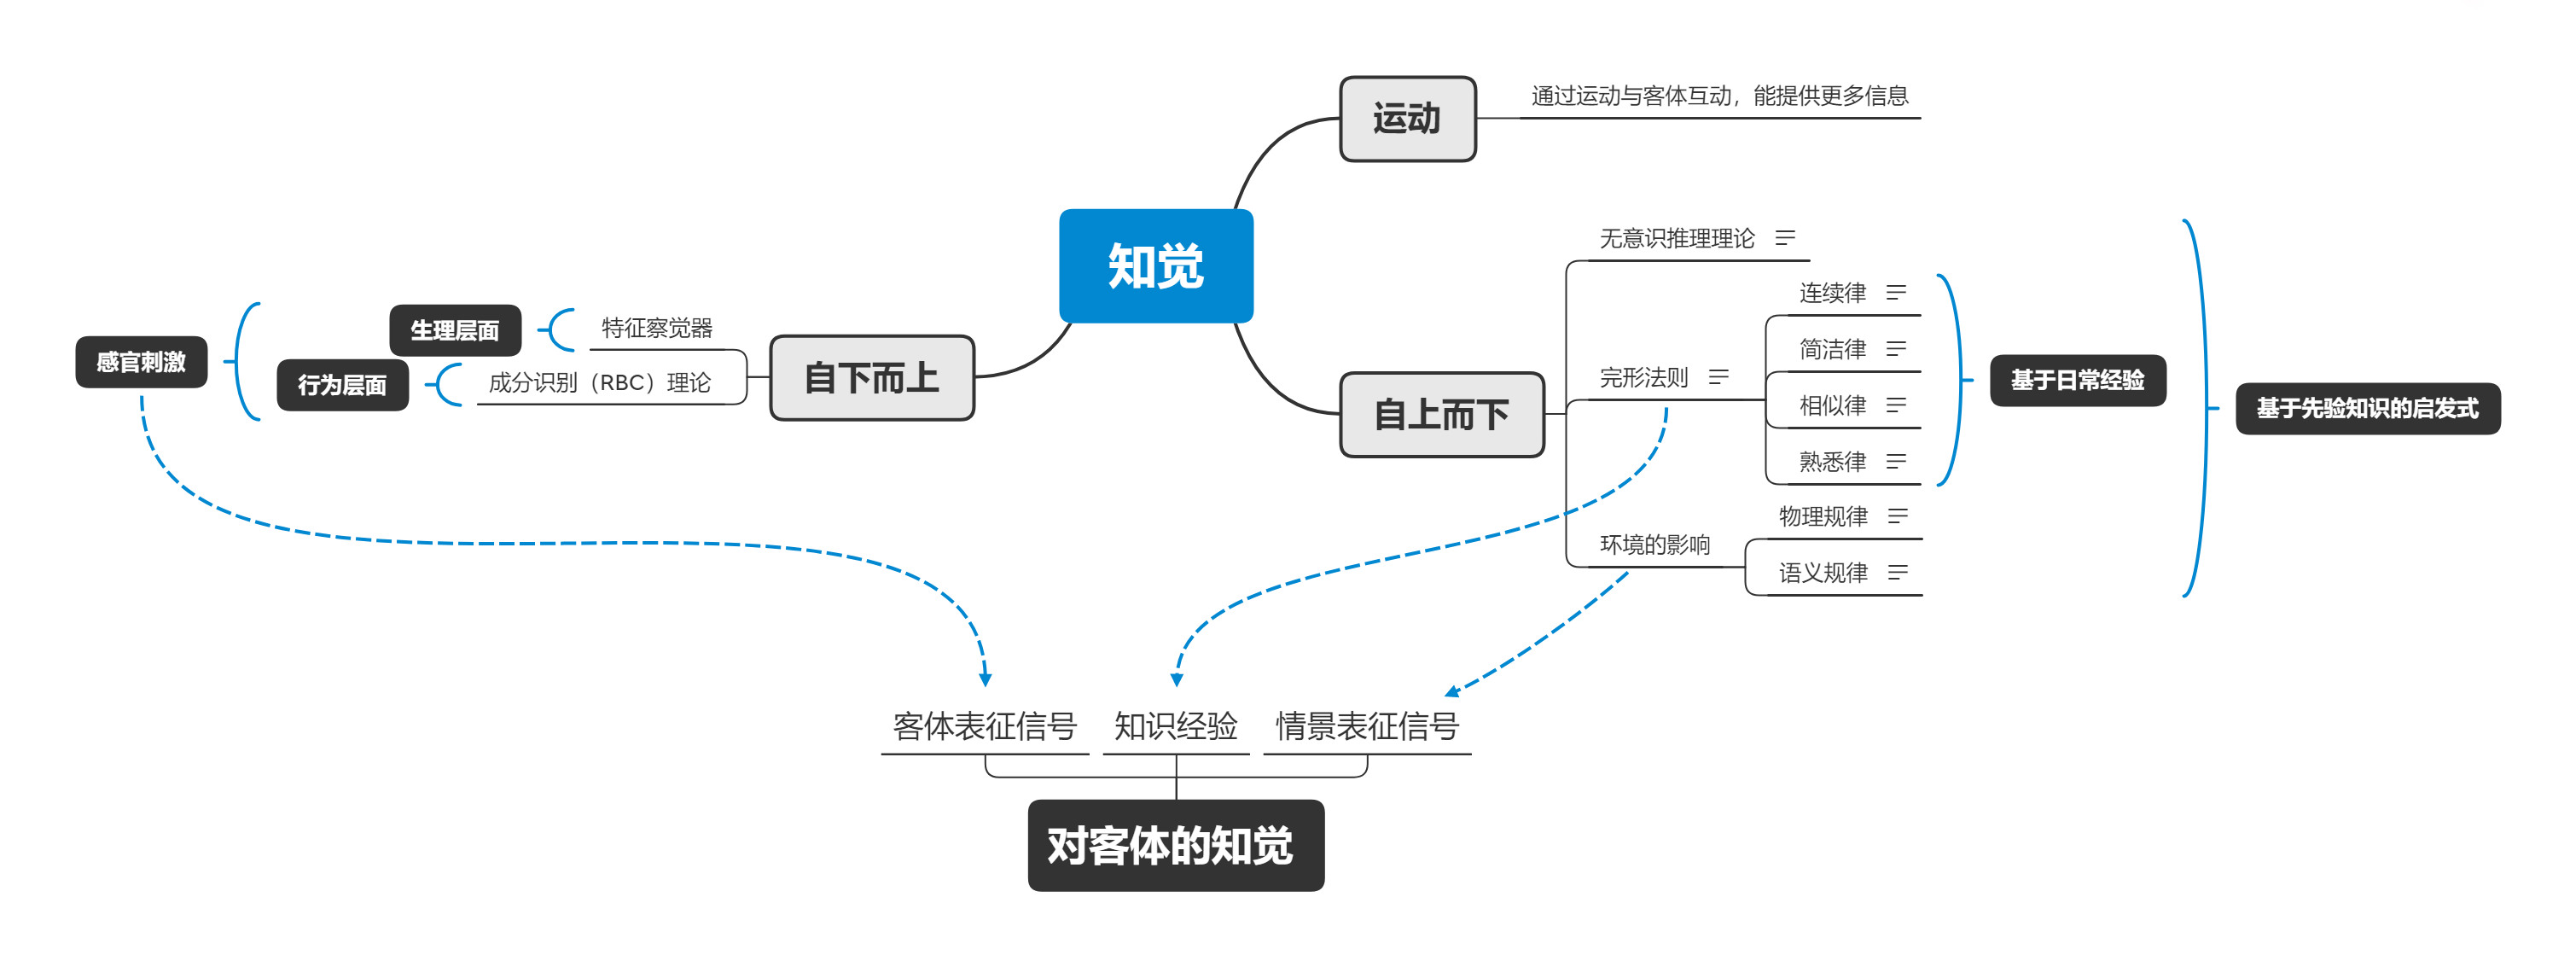 知觉
运动
通过运动与客体互动，能提供更多信息
自上而下
无意识推理理论
完形法则
连续律
简洁律
相似律
熟悉律
基于日常经验
环境的影响
物理规律
语义规律
基于先验知识的启发式
自下而上
特征察觉器
生理层面
成分识别（RBC）理论
行为层面
感官刺激
客体表征信号
知识经验
情景表征信号
对客体的知觉